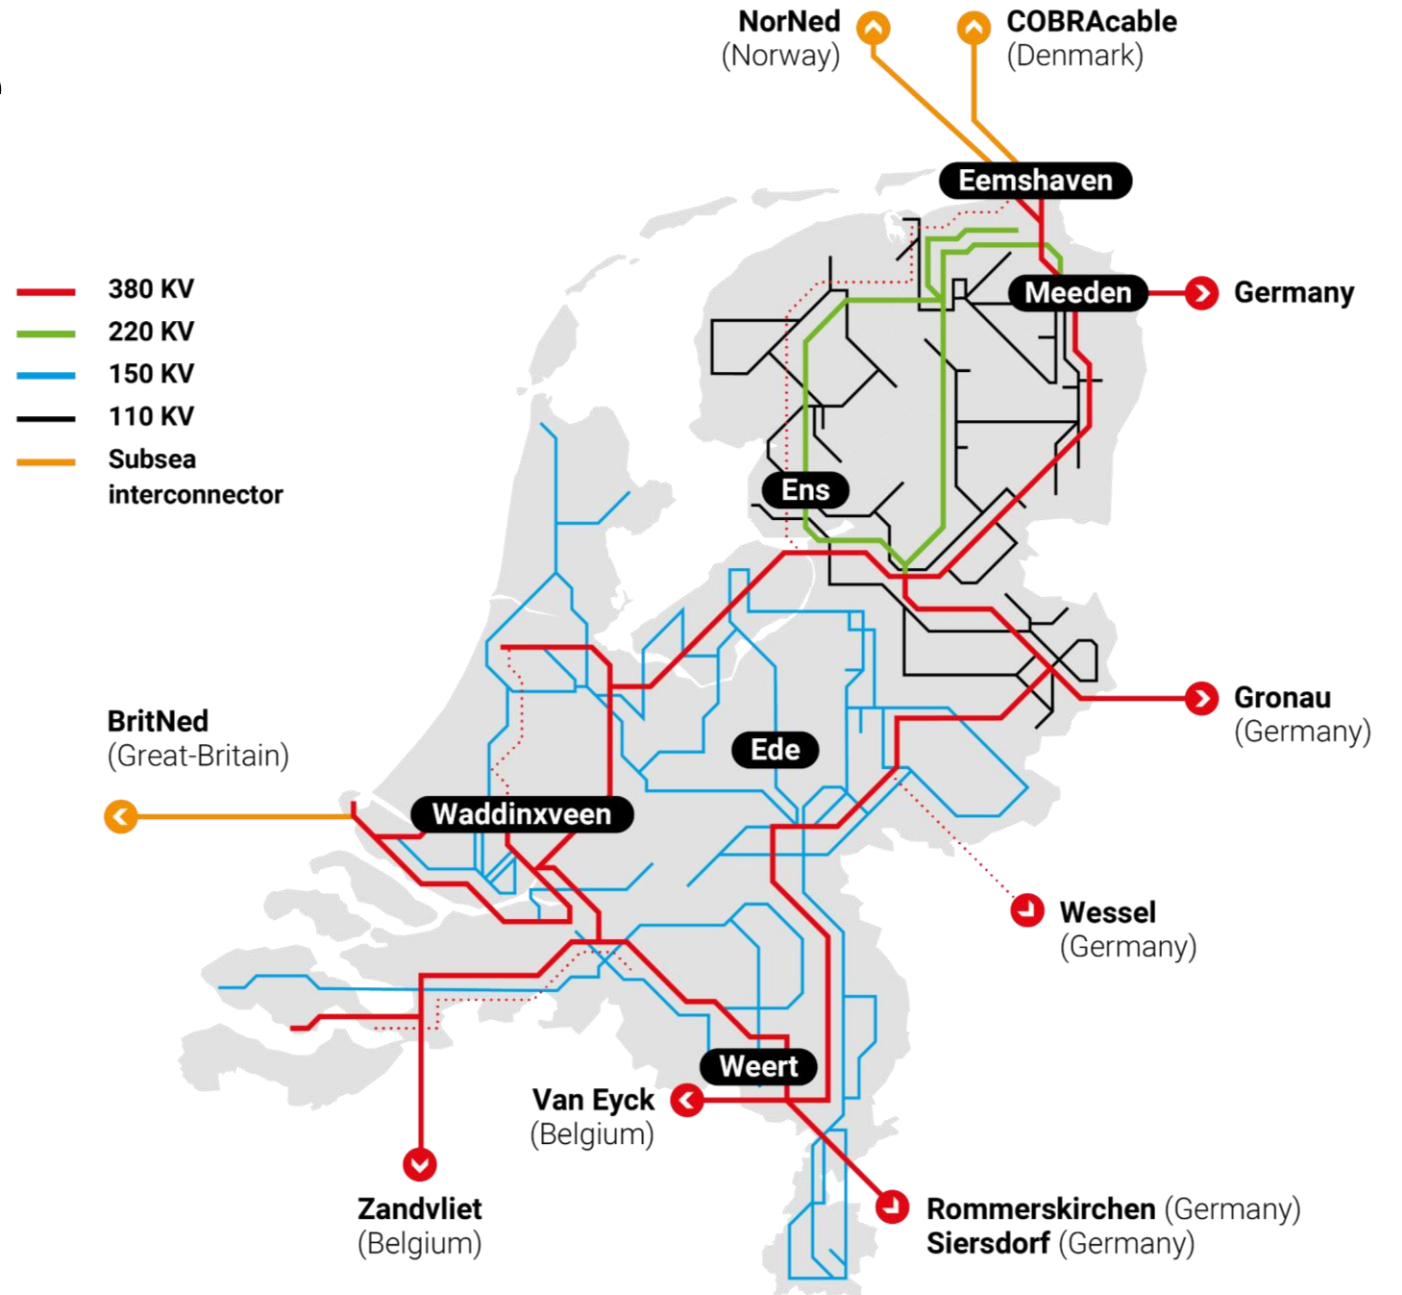 NorNed
(Norway)
COBRAcable
(Denmark)
Eemshaven
380 KV
220 KV
150 KV
110 KV
Subsea
interconnector
Meeden
Germany
Ens
BritNed
(Great-Britain)
Gronau
(Germany)
Ede
Waddinxveen
Wessel
(Germany)
Weert
Van Eyck
(Belgium)
Zandvliet
(Belgium)
Rommerskirchen (Germany)
Siersdorf (Germany)